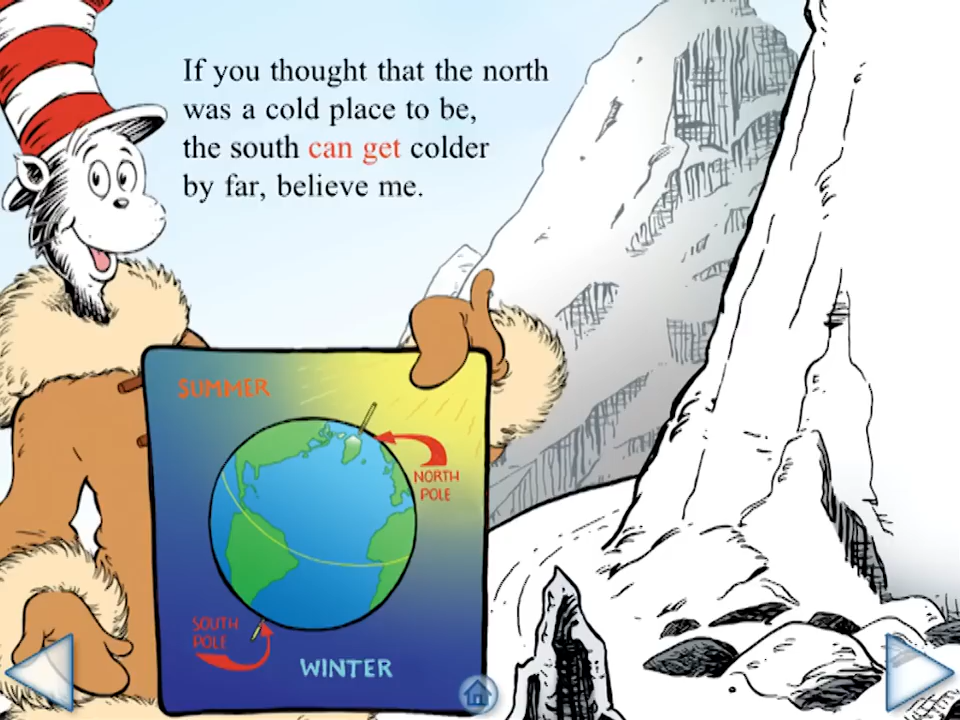 If you thought that the north
was a cold place to be,
the south can get colder
by far, believe me.
SUMMER
NORTH
POLE
SOUTH
POLE
WINTER